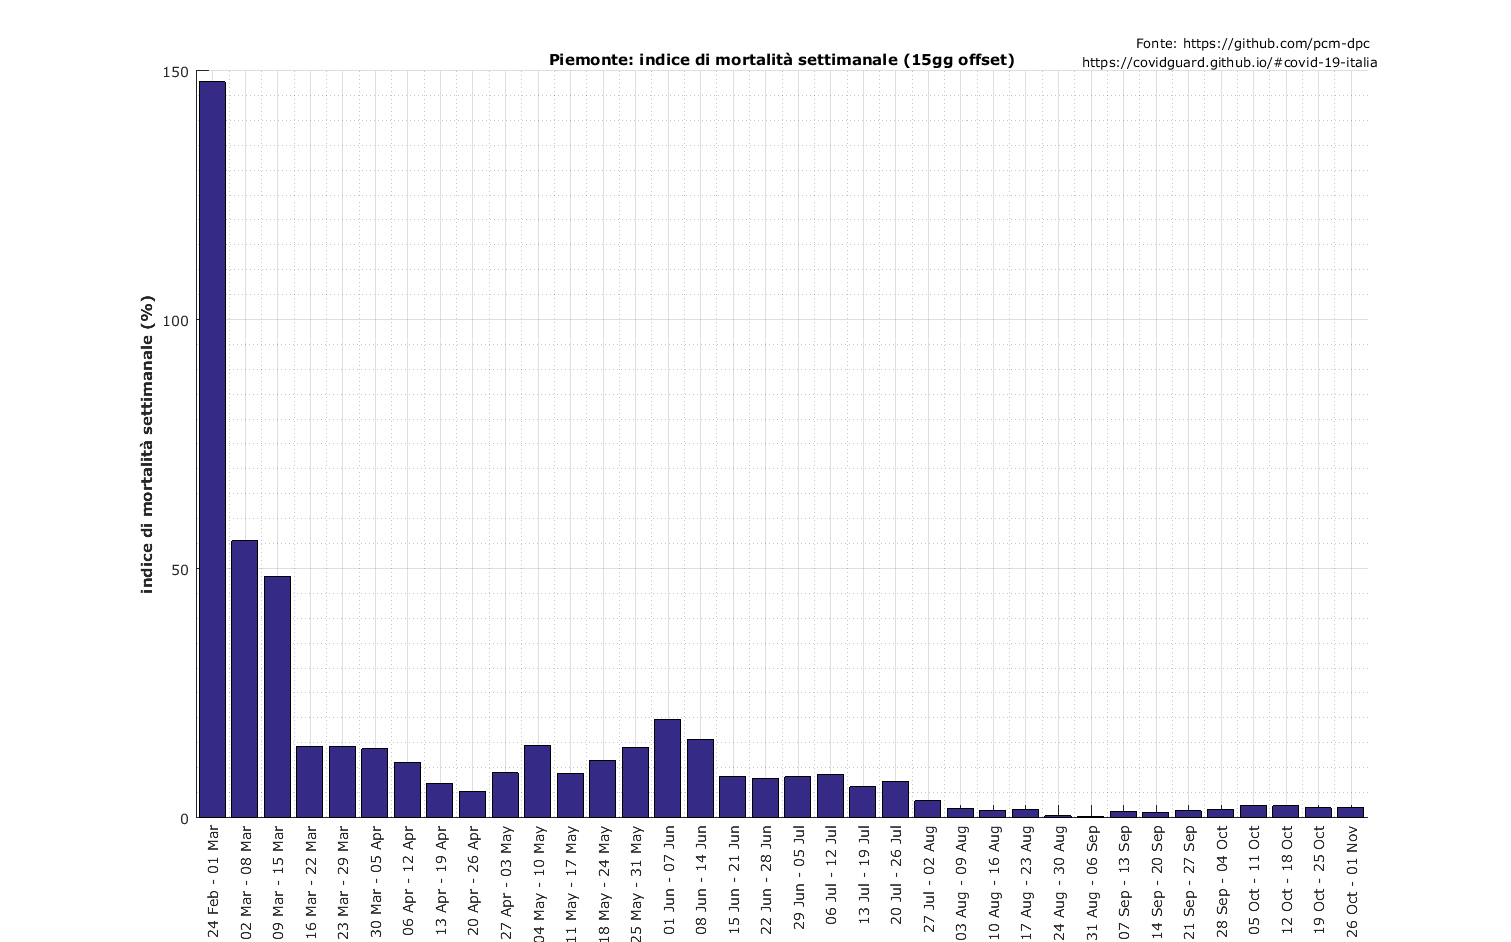 Fonte: https://github.com/pcm-dpc
Piemonte: indice di mortalità settimanale (15gg offset)
https://covidguard.github.io/#covid-19-italia
indice di mortalità settimanale (%)
150
100
50
0
24 Feb - 01 Mar
02 Mar - 08 Mar
09 Mar - 15 Mar
16 Mar - 22 Mar
23 Mar - 29 Mar
30 Mar - 05 Apr
06 Apr - 12 Apr
13 Apr - 19 Apr
20 Apr - 26 Apr
27 Apr - 03 May
04 May - 10 May
11 May - 17 May
18 May - 24 May
25 May - 31 May
01 Jun - 07 Jun
08 Jun - 14 Jun
15 Jun - 21 Jun
22 Jun - 28 Jun
29 Jun - 05 Jul
06 Jul - 12 Jul
13 Jul - 19 Jul
20 Jul - 26 Jul
27 Jul - 02 Aug
03 Aug - 09 Aug
10 Aug - 16 Aug
17 Aug - 23 Aug
24 Aug - 30 Aug
31 Aug - 06 Sep
07 Sep - 13 Sep
14 Sep - 20 Sep
21 Sep - 27 Sep
28 Sep - 04 Oct
05 Oct - 11 Oct
12 Oct - 18 Oct
19 Oct - 25 Oct
26 Oct - 01 Nov